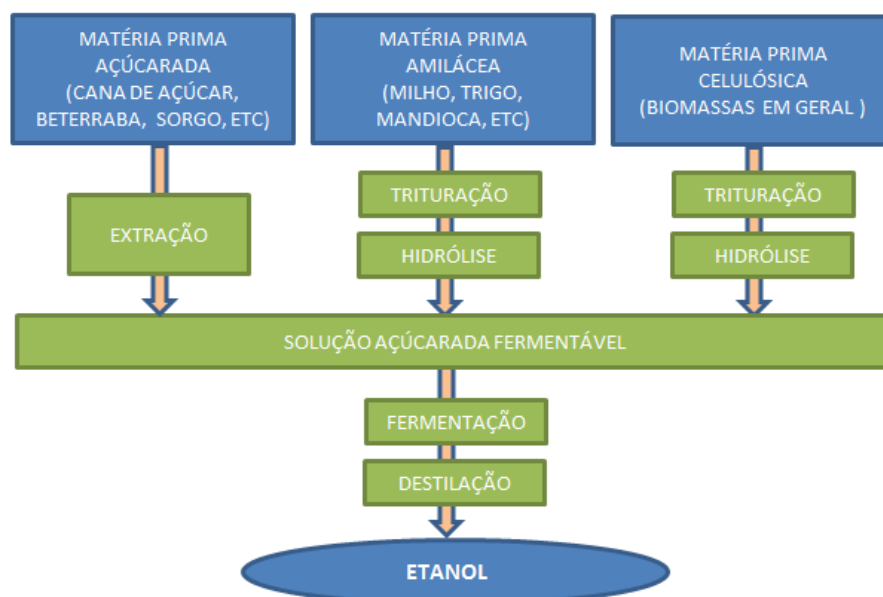 MATÉRIA PRIMA
AÇÚCARADA
(CANA DE AÇÚCAR,
BETERRABA, SORGO, ETC)
MATÉRIA PRIMA
AMILÁCEA
(MILHO, TRIGO,
MANDIOCA, ETC)
MATÉRIA PRIMA
CELULÓSICA
(BIOMASSAS EM GERAL )
EXTRAÇÃO
TRITURAÇÃO
HIDRÓLISE
TRITURAÇÃO
HIDRÓLISE
SOLUÇÃO AÇÚCARADA FERMENTÁVEL
FERMENTAÇÃO
DESTILAÇÃO
ETANOL